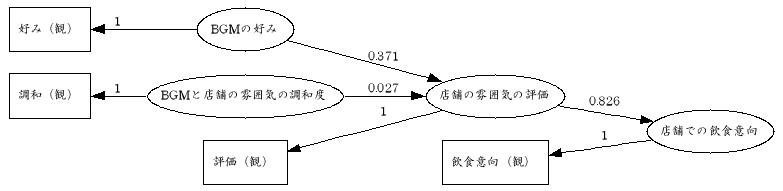 好み（観）
1
BGMの好み
0.371
調和（観）
1
BGMと店舗の雰囲気の調和度
0.027
店舗の雰囲気の評価
0.826
1
店舗での飲食意向
1
評価（観）
飲食意向（観）